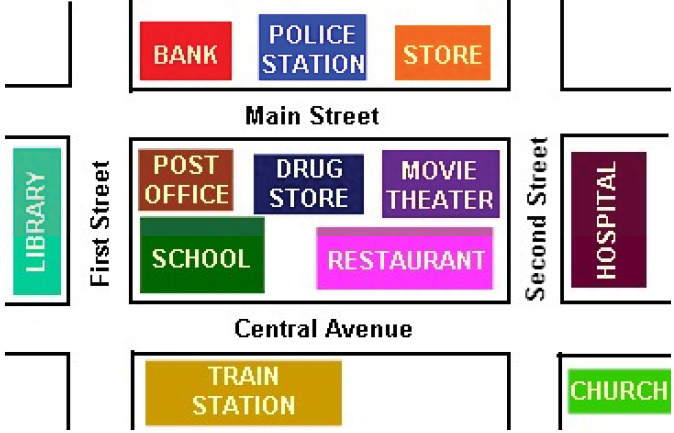 BANK
POLICE
STATION
STORE
Main Street
LIBRARY
First Street
POST
OFFICE
DRUG
STORE
MOVIE
THEATER
SCHOOL
RESTAURANT
Second Street
HOSPITAL
Central Avenue
TRAIN
STATION
CHURCH